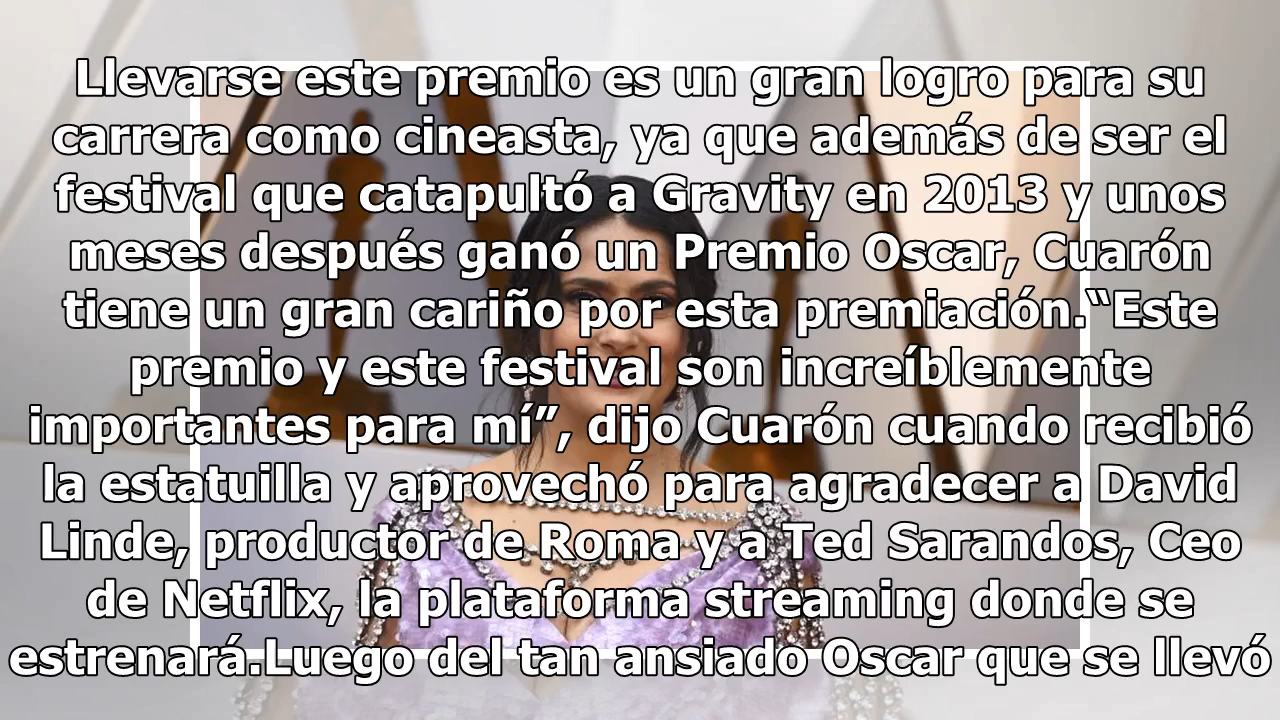 Llevarse este premio es un gran logro para su
carrera como cineasta, ya que además de ser el
festival que catapultó a Gravity en 2013 y unos
meses después ganó un Premio Oscar, Cuarón
tiene un gran cariño por esta premiación.“Este
premio y este festival son increíblemente
importantes para mí”, dijo Cuarón cuando recibió
la estatuilla y aprovechó para agradecer a David
Linde, productor de Roma y a Ted Sarandos, Ceo
de Netflix, la plataforma streaming donde se
estrenará.Luego del tan ansiado Oscar que se llevó